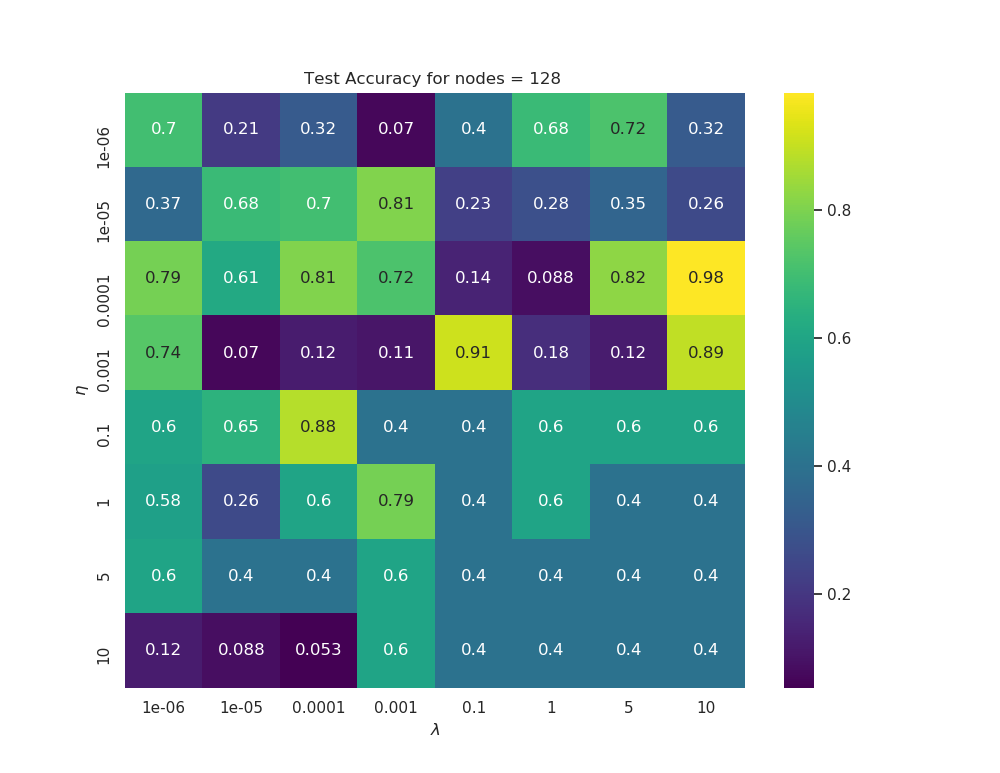 Test Accuracy for nodes = 128
η
1e-06 0.7 0.21 0.32 0.07 0.4 0.68 0.72 0.32
1e-05 0.37 0.68 0.7 0.81 0.23 0.28 0.35 0.26
0.0001 0.79 0.61 0.81 0.72 0.14 0.088 0.82 0.98
0.001 0.74 0.07 0.12 0.11 0.91 0.18 0.12 0.89
0.1 0.6 0.65 0.88 0.4 0.4 0.6 0.6 0.6
1 0.58 0.26 0.6 0.79 0.4 0.6 0.4 0.4
5 0.6 0.4 0.4 0.6 0.4 0.4 0.4 0.4
10 0.12 0.088 0.053 0.6 0.4 0.4 0.4 0.4
1e-06 1e-05 0.0001 0.001 0.1 1 5 10
λ
0.8
0.6
0.4
0.2